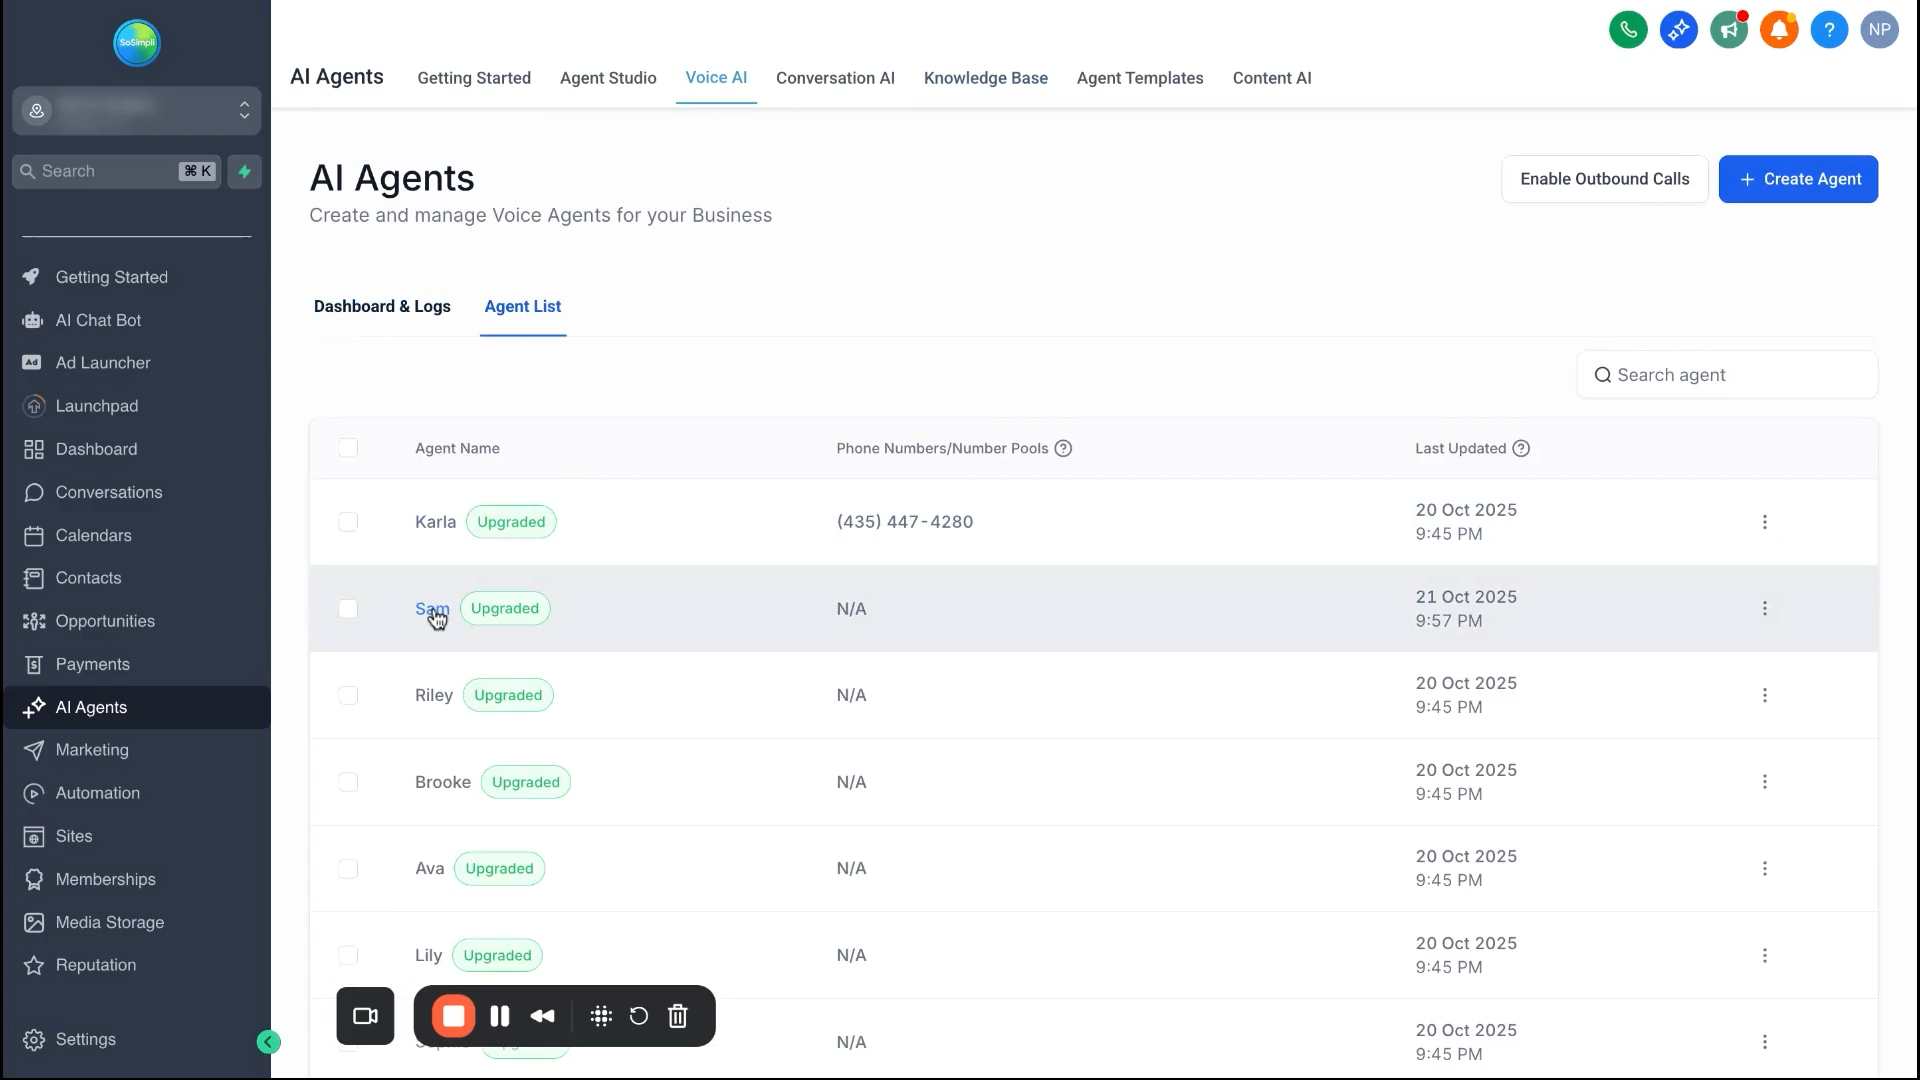 SoSimpli
Search
⌘ K
Getting Started
AI Chat Bot
Ad
Ad Launcher
Launchpad
Dashboard
Conversations
Calendars
Contacts
Opportunities
Payments
AI Agents
Marketing
Automation
Sites
Memberships
Media Storage
Reputation
Settings
NP
AI Agents
Getting Started
Agent Studio
Voice AI
Conversation AI
Knowledge Base
Agent Templates
Content AI
AI Agents
Create and manage Voice Agents for your Business
Enable Outbound Calls
+ Create Agent
Dashboard & Logs
Agent List
Search agent
Agent Name
Phone Numbers/Number Pools
Last Updated
Karla Upgraded
(435) 447-4280
20 Oct 2025
9:45 PM
Sam Upgraded
N/A
21 Oct 2025
9:57 PM
Riley Upgraded
N/A
20 Oct 2025
9:45 PM
Brooke Upgraded
N/A
20 Oct 2025
9:45 PM
Ava Upgraded
N/A
20 Oct 2025
9:45 PM
Lily Upgraded
N/A
20 Oct 2025
9:45 PM
N/A
20 Oct 2025
9:45 PM